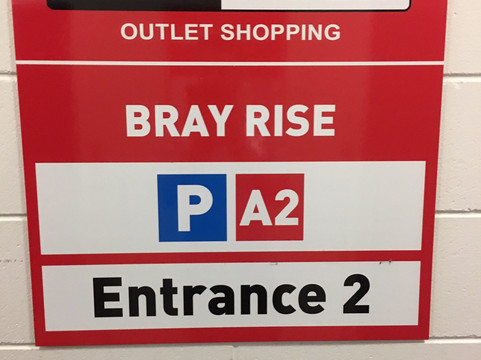 OUTLET SHOPPING
BRAY RISE
P A2
Entrance 2